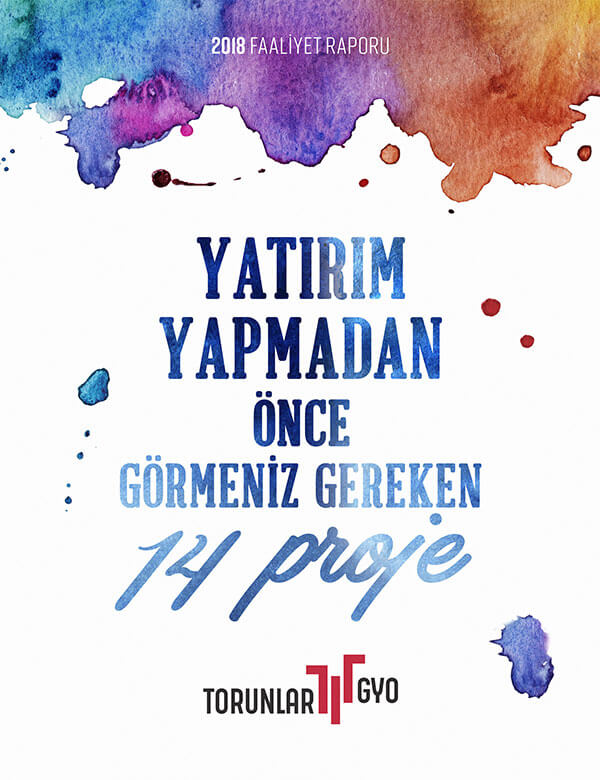 2018 FAALİYET RAPORU
YATIRIM
YAPMADAN
ÖNCE
GÖRMENİZ GEREKEN
14 proje
TORUNLAR GYO